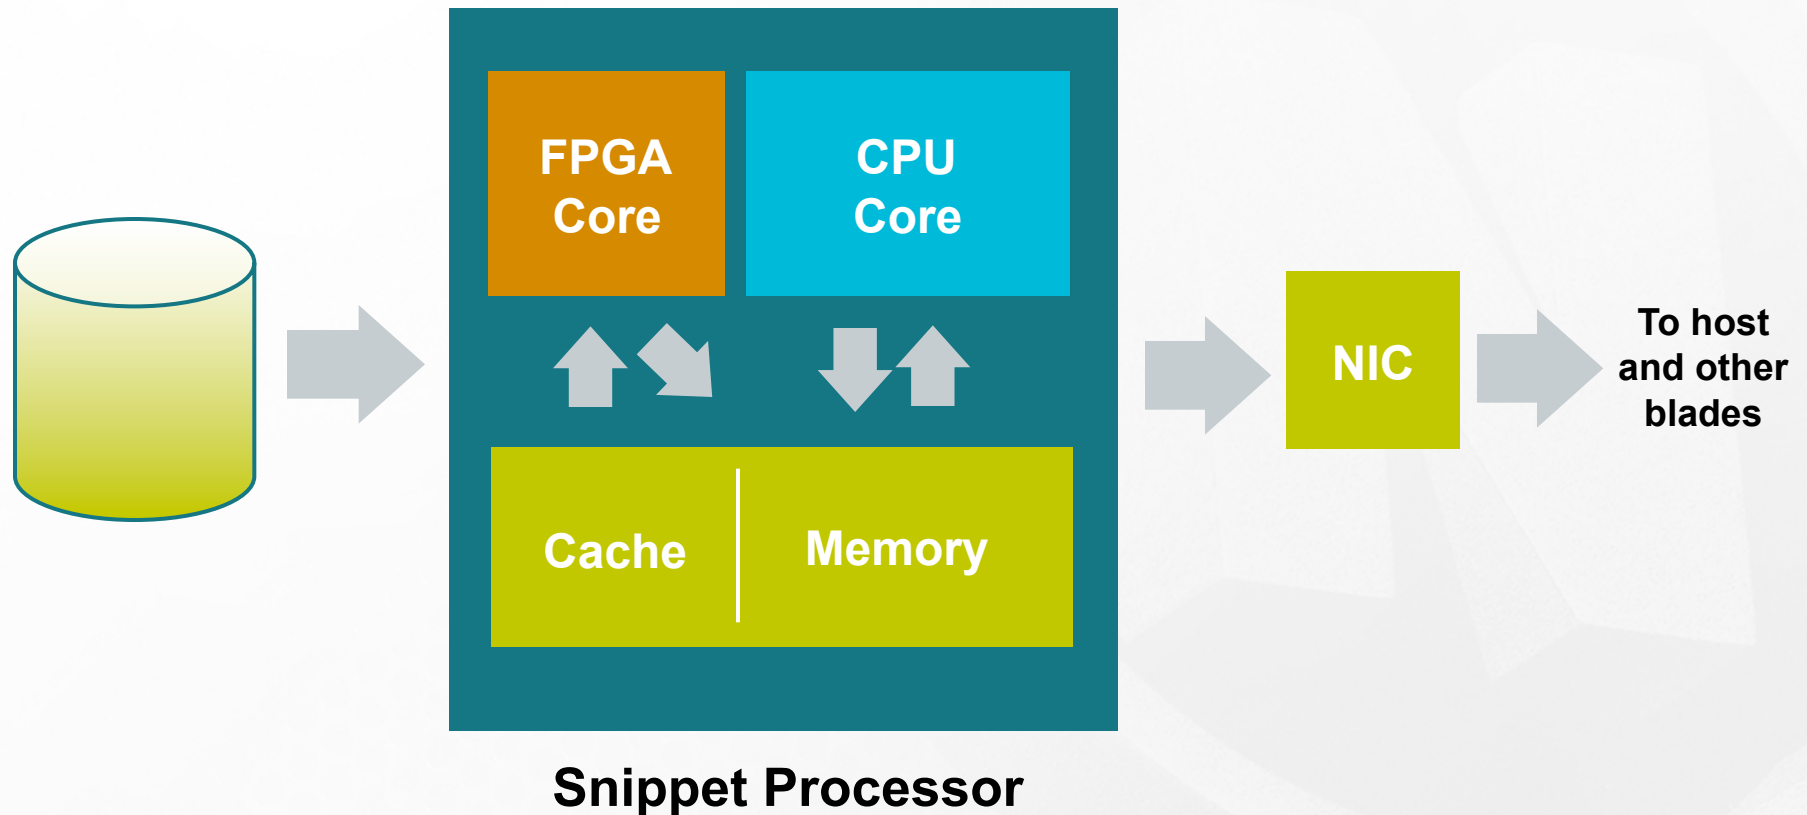 FPGA
Core
CPU
Core
Cache
Memory
Snippet Processor
NIC
To host
and other
blades